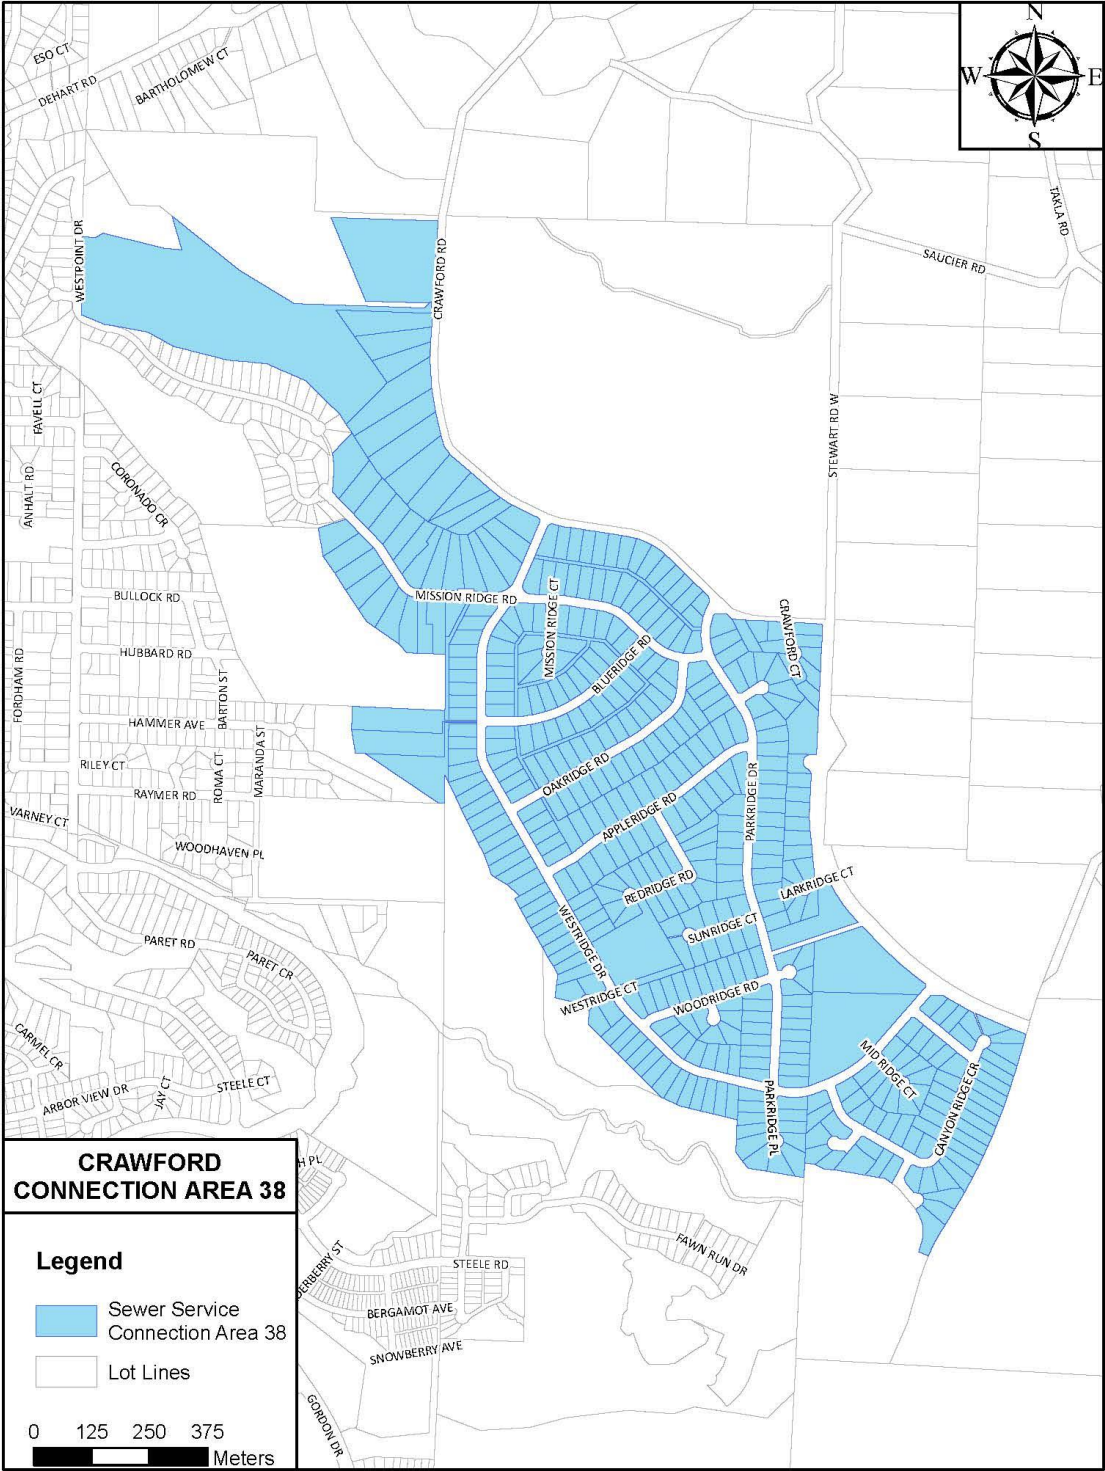 N
W
E
S
ESO CT
DEHART RD
BARTHOLOMEW CT
TAKLA RD
SAUCIER RD
WESTPOINT DR
CRAWFORD RD
STEWART RD W
FAVELL CT
ANHALT RD
CORONADO CR
BULLOCK RD
MISSION RIDGE RD
MISSION RIDGE CT
CRAWFORD CT
HUBBARD RD
BLUERIDGE RD
FORDHAM RD
BARTON ST
HAMMER AVE
MARANDA ST
RILEY CT
ROMA CT
RAYMER RD
OAKRIDGE RD
APPLERIDGE RD
PARKRIDGE DR
VARNEY CT
WOODHAVEN PL
REDRIDGE RD
LARKRIDGE CT
SUNRIDGE CT
WESTRIDGE DR
PARET RD
PARET CR
WESTRIDGE CT
WOODRIDGE RD
CARMEL CR
MID RIDGE CT
CANYON RIDGE CR
STEELE CT
JAY CT
ARBOR VIEW DR
PARKRIDGE PL
H PL
FAWN RUN DR
STEELE RD
DERBERRY ST
BERGAMOT AVE
SNOWBERRY AVE
GORDON DR
CRAWFORD
CONNECTION AREA 38
Legend
Sewer Service
Connection Area 38
Lot Lines
0 125 250 375
Meters